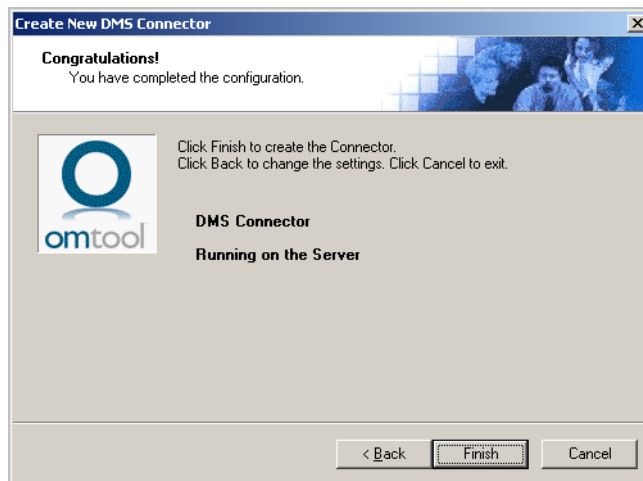 Create New DMS Connector
Congratulations!
You have completed the configuration.
Click Finish to create the Connector.
Click Back to change the settings. Click Cancel to exit.
omtool
DMS Connector
Running on the Server
< Back
Finish
Cancel